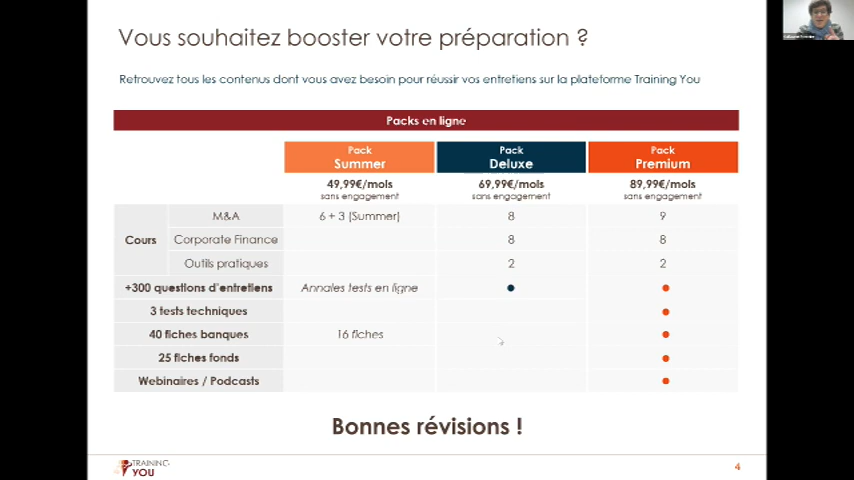 Vous souhaitez booster votre préparation ?
Retrouvez tous les contenus dont vous avez besoin pour réussir vos entretiens sur la plateforme Training You
Packs en ligne
Pack Summer
Pack Deluxe
Pack Premium
49,99€/mois sans engagement
69,99€/mois sans engagement
89,99€/mois sans engagement
Cours
M&A 6 + 3 (Summer) 8 9
Corporate Finance 8 8
Outils pratiques 2 2
+300 questions d'entretiens Annales tests en ligne
3 tests techniques
40 fiches banques 16 fiches
25 fiches fonds
Webinaires / Podcasts
Bonnes révisions !
TRAINING-
YOU
4